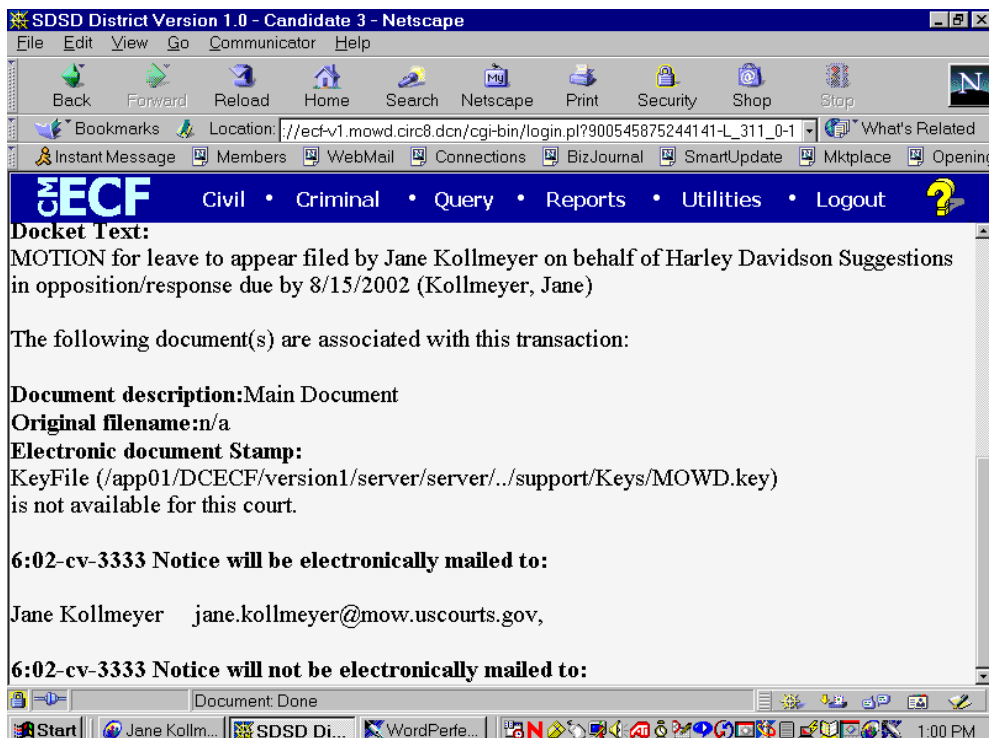 SDSD District Version 1.0 - Candidate 3 - Netscape
File Edit View Go Communicator Help
Back Forward Reload Home Search Netscape Print Security Shop Stop
My
N
Bookmarks Location: ://ecf-v1.mowd.circ8.dcn/cgi-bin/login.pl?900545875244141-L_311_0-1 What's Related
Instant Message Members WebMail Connections BizJournal SmartUpdate Mktplace Opening
CM ECF Civil • Criminal • Query • Reports • Utilities • Logout ?
Docket Text:
MOTION for leave to appear filed by Jane Kollmeyer on behalf of Harley Davidson Suggestions
in opposition/response due by 8/15/2002 (Kollmeyer, Jane)
The following document(s) are associated with this transaction:
Document description:Main Document
Original filename:n/a
Electronic document Stamp:
KeyFile (/app01/DCECF/version1/server/server/../support/Keys/MOWD.key)
is not available for this court.
6:02-cv-3333 Notice will be electronically mailed to:
Jane Kollmeyer jane.kollmeyer@mow.uscourts.gov,
6:02-cv-3333 Notice will not be electronically mailed to:
Document: Done
Start Jane Kollm... SDSD Di... WordPerfe... N 1:00 PM